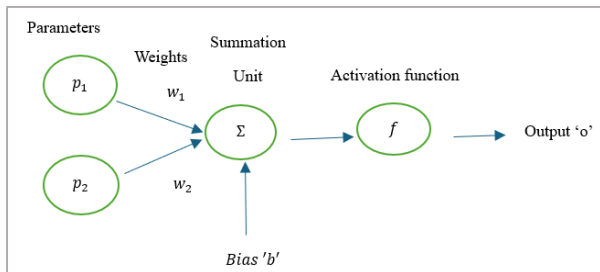 Parameters
Weights
Summation
Unit
Activation function
p₁
w₁
Σ
f
Output ‘o’
p₂
w₂
Bias 'b'